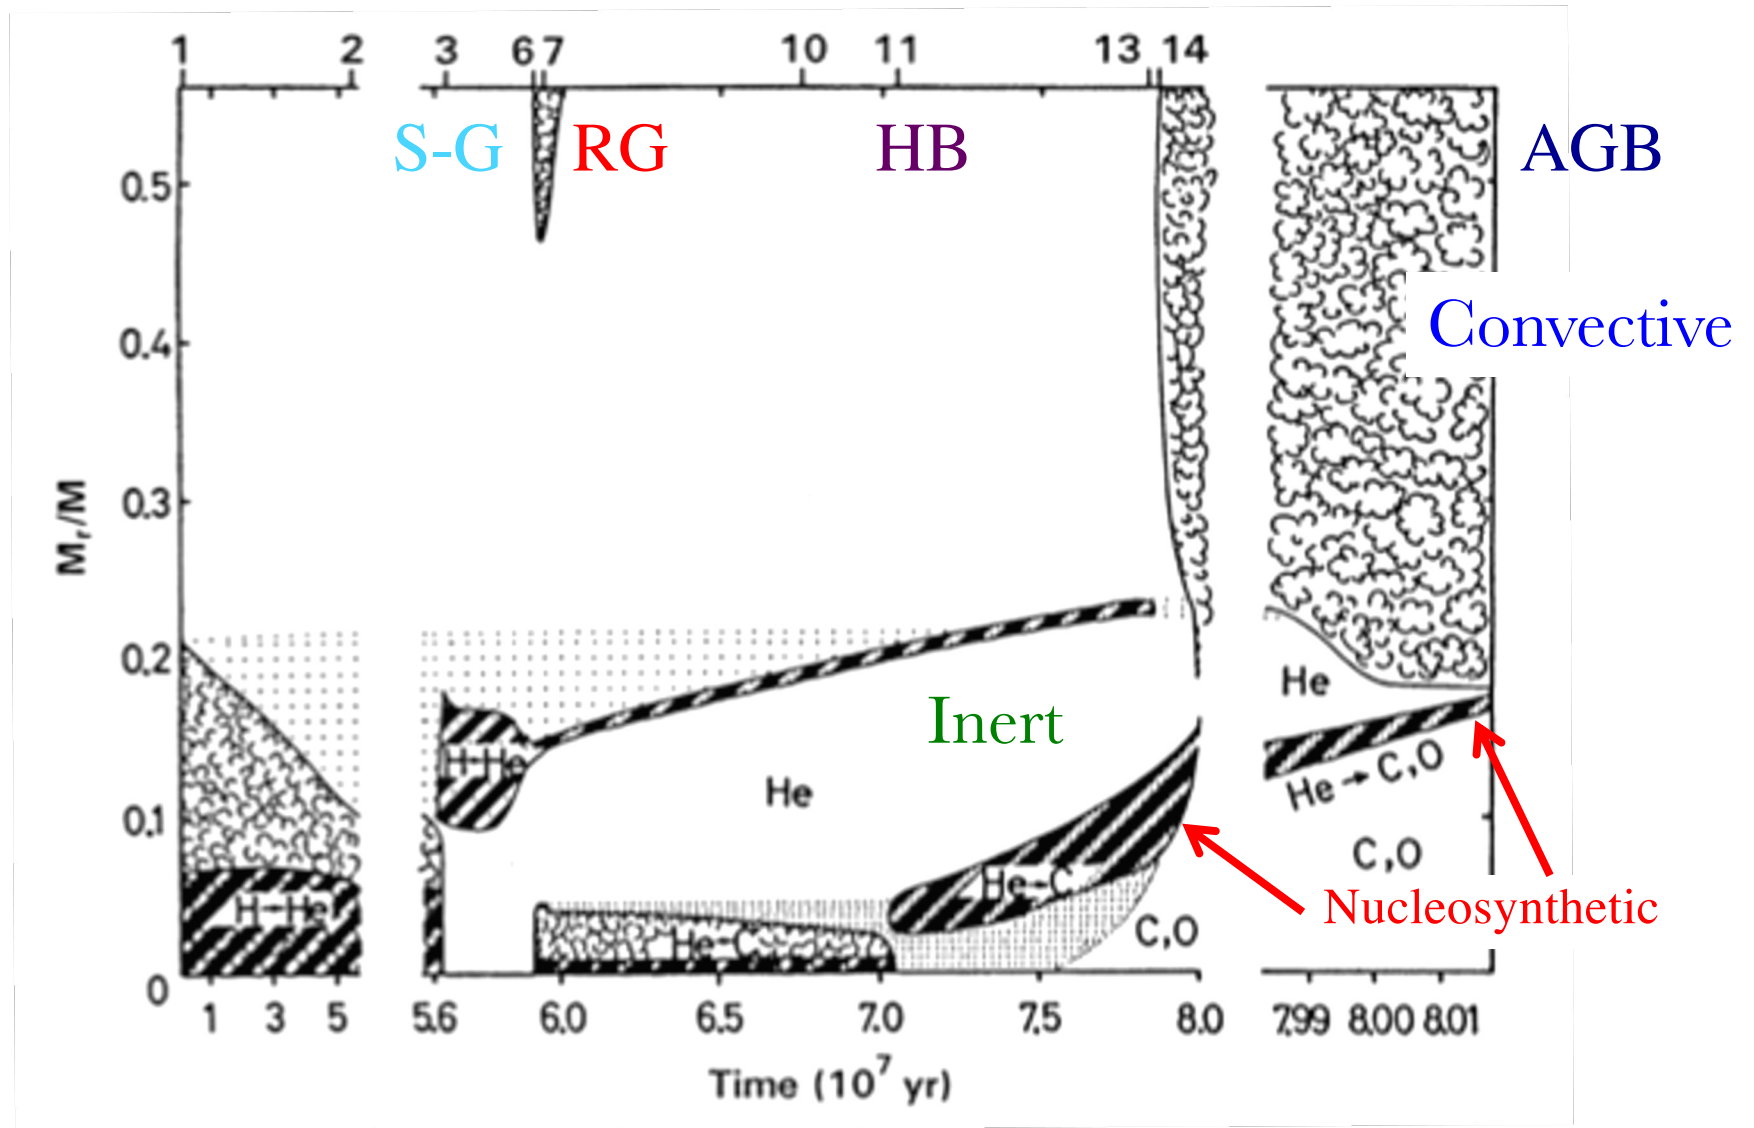 1 2 3 6 7 10 11 13 14
S-G RG HB AGB
0.5
Convective
0.4
0.3
Mr/M
0.2
He
Inert
H→He
He
He→C,O
0.1
C,O
He→C
H→He
Nucleosynthetic
He→C
C,O
0
1 3 5 5.6 6.0 6.5 7.0 7.5 8.0 7.99 8.00 8.01
Time (10⁷ yr)